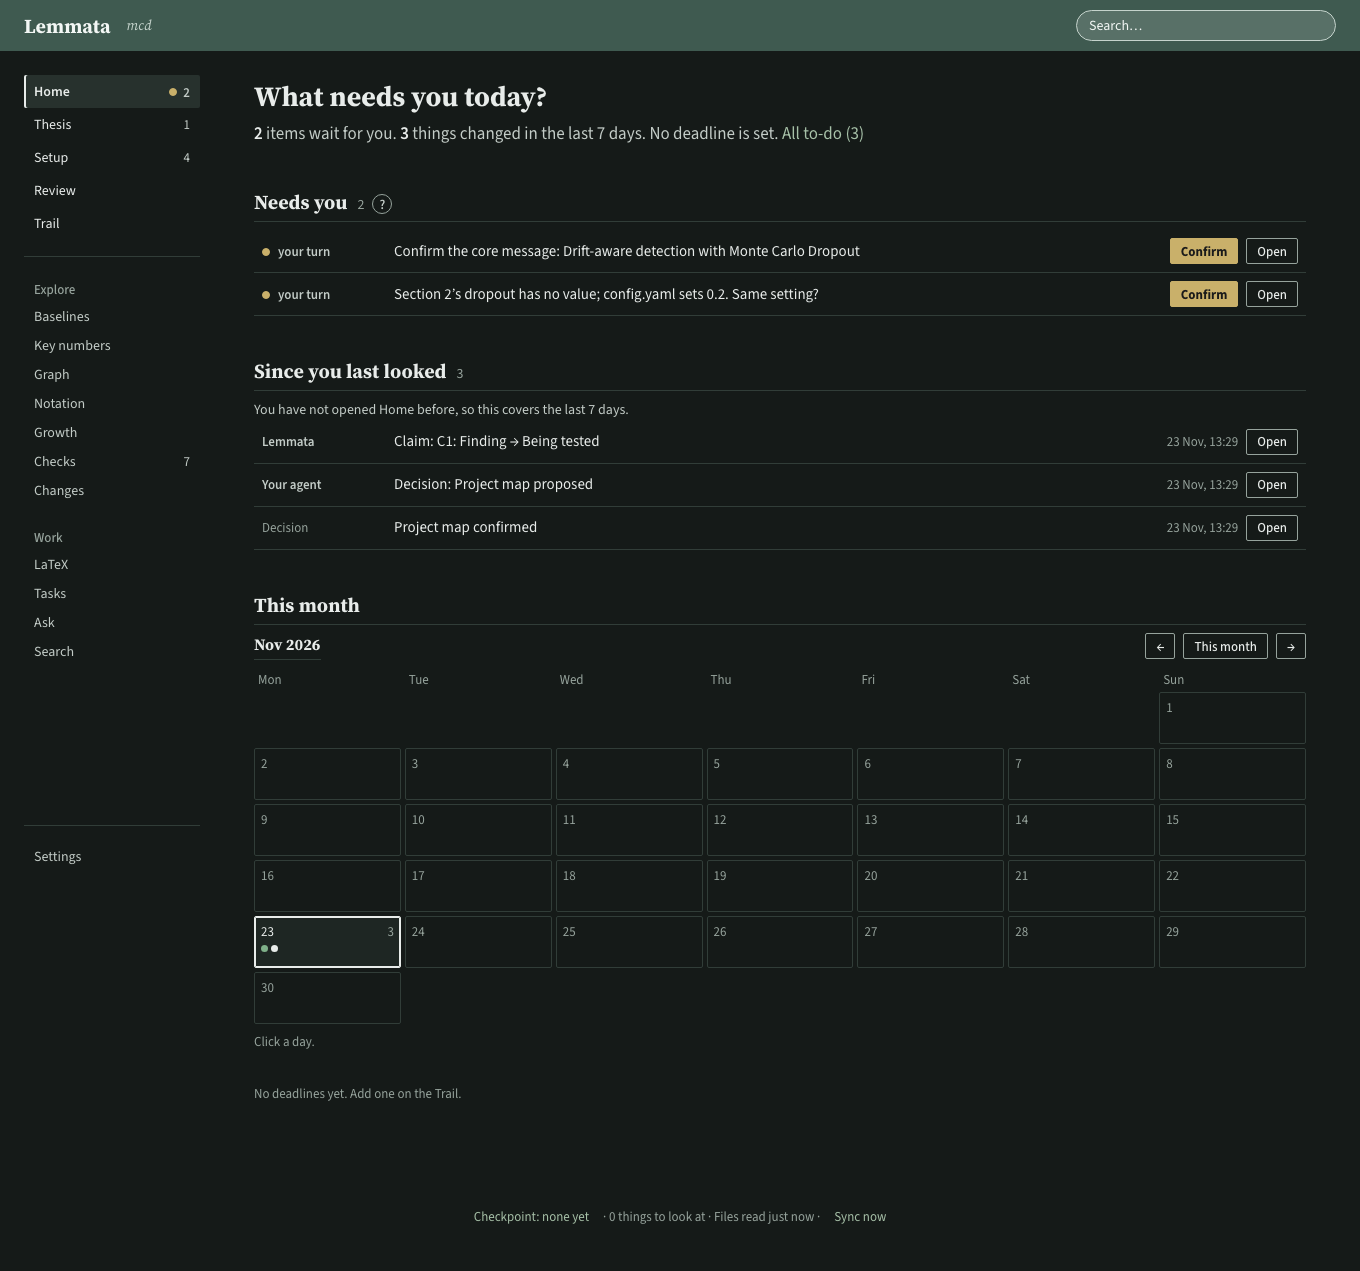 Lemmata mcd Search…
Home 2
Thesis 1
Setup 4
Review
Trail
Explore
Baselines
Key numbers
Graph
Notation
Growth
Checks 7
Changes
Work
LaTeX
Tasks
Ask
Search
Settings
What needs you today?
2 items wait for you. 3 things changed in the last 7 days. No deadline is set. All to-do (3)
Needs you 2 ?
your turn Confirm the core message: Drift-aware detection with Monte Carlo Dropout Confirm Open
your turn Section 2’s dropout has no value; config.yaml sets 0.2. Same setting? Confirm Open
Since you last looked 3
You have not opened Home before, so this covers the last 7 days.
Lemmata Claim: C1: Finding → Being tested 23 Nov, 13:29 Open
Your agent Decision: Project map proposed 23 Nov, 13:29 Open
Decision Project map confirmed 23 Nov, 13:29 Open
This month
Nov 2026 ← This month →
Mon Tue Wed Thu Fri Sat Sun
1
2 3 4 5 6 7 8
9 10 11 12 13 14 15
16 17 18 19 20 21 22
23 3 24 25 26 27 28 29
30
Click a day.
No deadlines yet. Add one on the Trail.
Checkpoint: none yet · 0 things to look at · Files read just now · Sync now